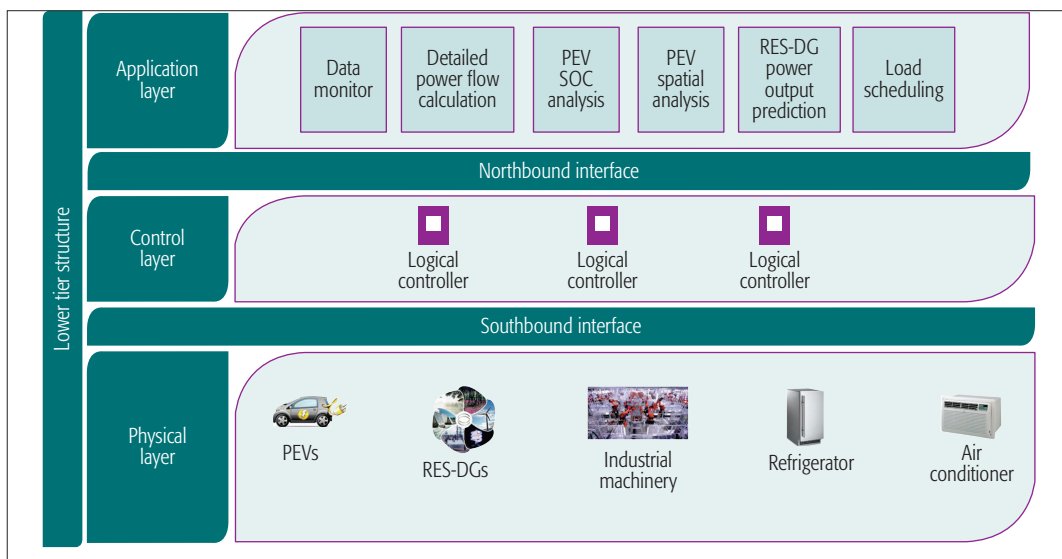 Lower tier structure
Application
layer
Data
monitor
Detailed
power flow
calculation
PEV
SOC
analysis
PEV
spatial
analysis
RES-DG
power
output
prediction
Load
scheduling
Northbound interface
Control
layer
Logical
controller
Logical
controller
Logical
controller
Southbound interface
Physical
layer
PEVs
RES-DGs
Industrial
machinery
Refrigerator
Air
conditioner